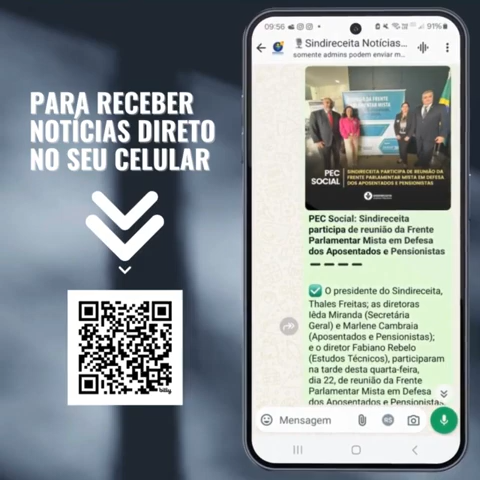 PARA RECEBER
NOTÍCIAS DIRETO
NO SEU CELULAR
bitly
09:56
91%
Sindireceita Notícias...
somente admins podem enviar m...
PEC
SOCIAL
SINDIRECEITA PARTICIPA DE REUNIÃO DA
FRENTE PARLAMENTAR MISTA EM DEFESA
DOS APOSENTADOS E PENSIONISTAS
PEC Social: Sindireceita
participa de reunião da Frente
Parlamentar Mista em Defesa
dos Aposentados e Pensionistas
O presidente do Sindireceita,
Thales Freitas; as diretoras
Iêda Miranda (Secretária
Geral) e Marlene Cambraia
(Aposentados e Pensionistas);
e o diretor Fabiano Rebelo
(Estudos Técnicos), participaram
na tarde desta quarta-feira,
dia 22, de reunião da Frente
Parlamentar Mista em Defesa
dos Aposentados e Pensionistas
Mensagem
R$